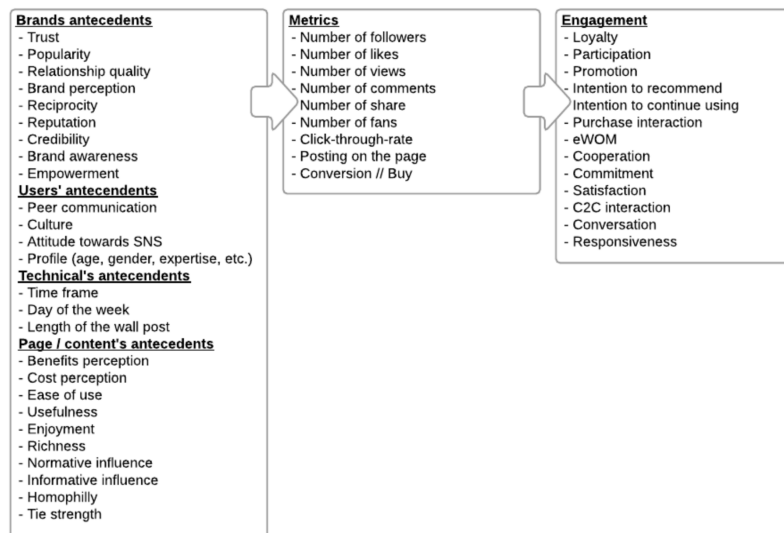 Brands antecedents
- Trust
- Popularity
- Relationship quality
- Brand perception
- Reciprocity
- Reputation
- Credibility
- Brand awareness
- Empowerment
Users' antecendents
- Peer communication
- Culture
- Attitude towards SNS
- Profile (age, gender, expertise, etc.)
Technical's antecendents
- Time frame
- Day of the week
- Length of the wall post
Page / content's antecedents
- Benefits perception
- Cost perception
- Ease of use
- Usefulness
- Enjoyment
- Richness
- Normative influence
- Informative influence
- Homophilly
- Tie strength
Metrics
- Number of followers
- Number of likes
- Number of views
- Number of comments
Number of share
- Number of fans
- Click-through-rate
- Posting on the page
- Conversion // Buy
Engagement
- Loyalty
- Participation
- Promotion
- Intention to recommend
Intention to continue using
- Purchase interaction
- eWOM
- Cooperation
- Commitment
- Satisfaction
- C2C interaction
- Conversation
- Responsiveness